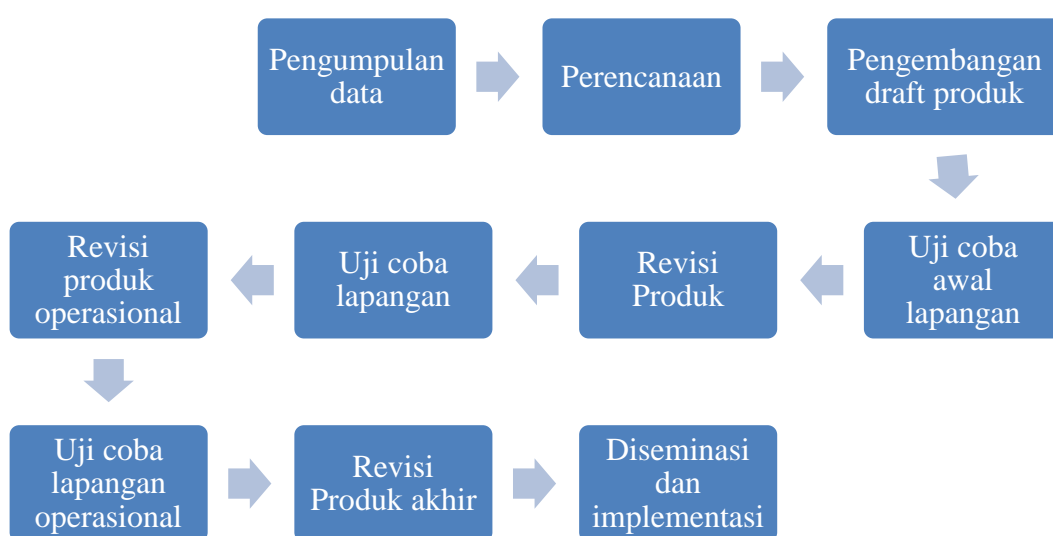 Pengumpulan
data
Perencanaan
Pengembangan
draft produk
Uji coba
awal
lapangan
Revisi
Produk
Uji coba
lapangan
Revisi
produk
operasional
Uji coba
lapangan
operasional
Revisi
Produk akhir
Diseminasi
dan
implementasi